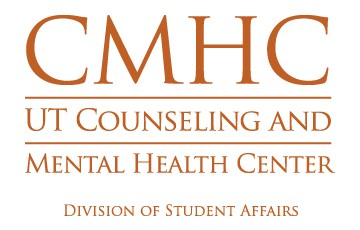 CMHC
UT Counseling and
Mental Health Center
Division of Student Affairs